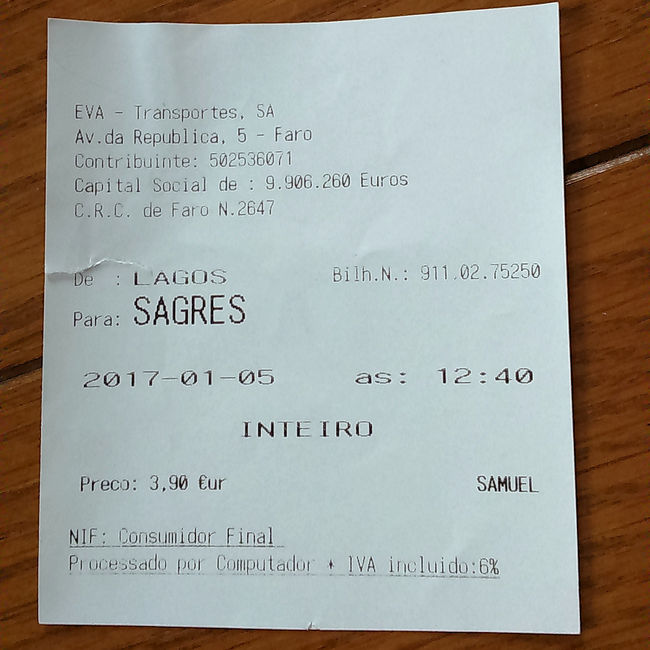 EVA - Transportes, SA
Av.da Republica, 5 - Faro
Contribuinte: 502536071
Capital Social de : 9.906.260 Euros
C.R.C. de Faro N.2647
De : LAGOS Bilh.N.: 911.02.75250
Para: SAGRES
2017-01-05 as: 12:40
INTEIRO
Preco: 3,90 €ur SAMUEL
NIF: Consumidor Final
Processado por Computador * IVA incluido:6%